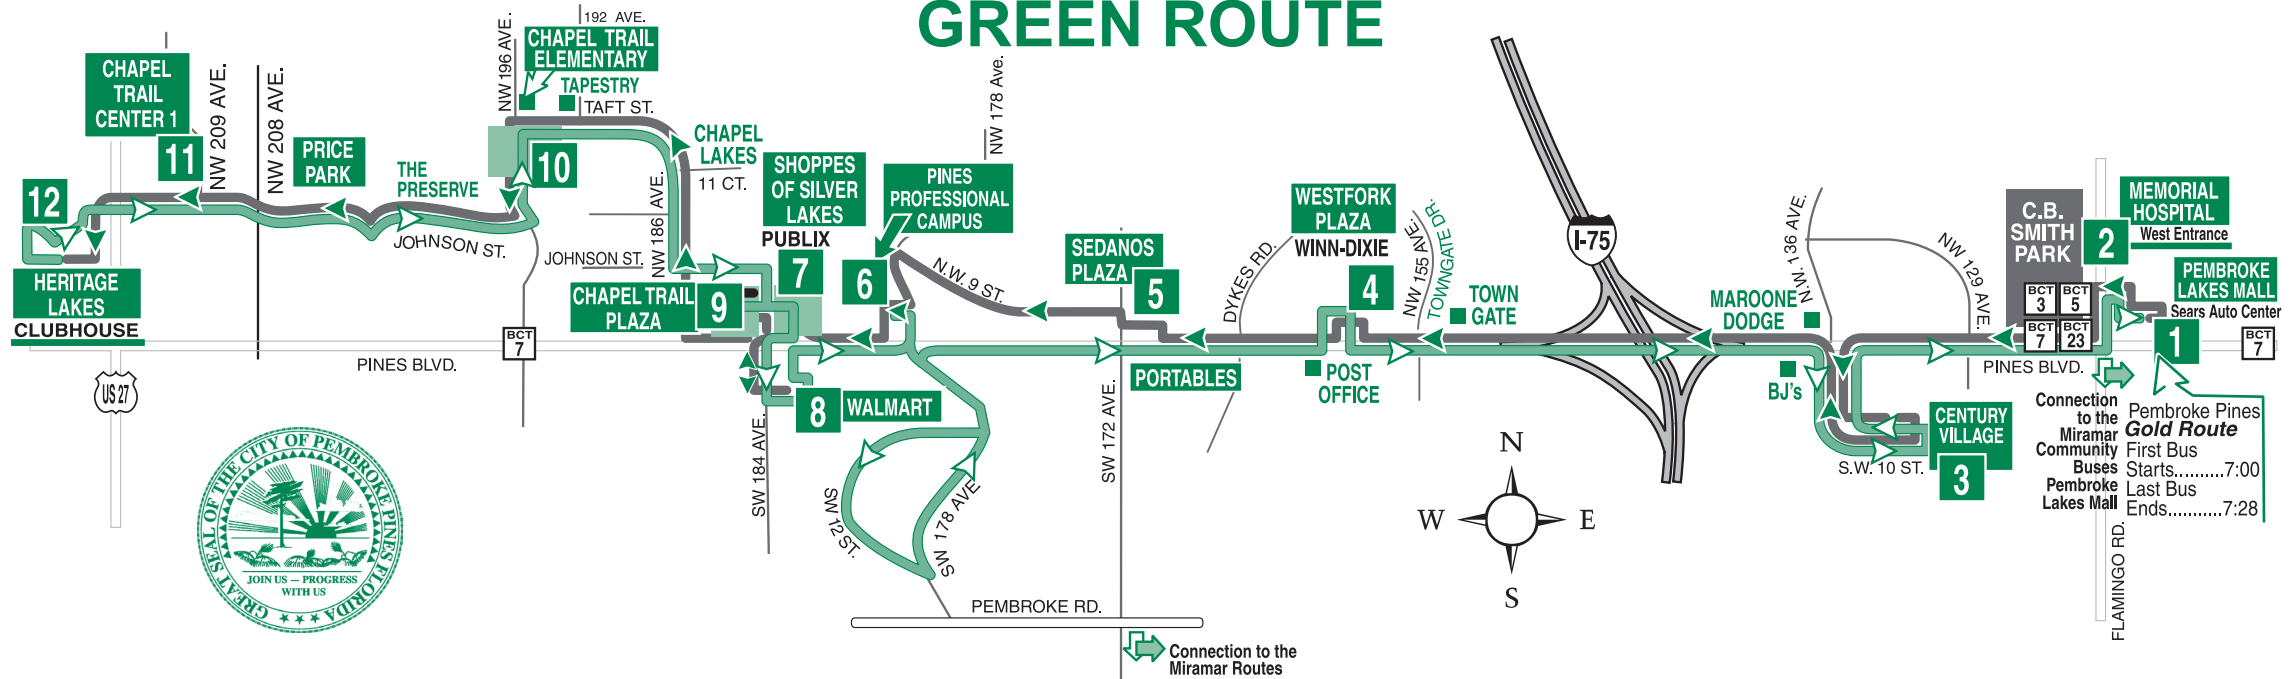 GREEN ROUTE
192 AVE.
NW 196 AVE.
CHAPEL TRAIL
ELEMENTARY
TAPESTRY
TAFT ST.
CHAPEL
TRAIL
CENTER 1
11
NW 209 AVE.
NW 208 AVE.
PRICE
PARK
THE
PRESERVE
10
CHAPEL
LAKES
11 CT.
NW 186 AVE.
JOHNSON ST.
JOHNSON ST.
12
HERITAGE
LAKES
CLUBHOUSE
US 27
PINES BLVD.
BCT
7
SHOPPES
OF SILVER
LAKES
PUBLIX
7
CHAPEL TRAIL
PLAZA
9
8
WALMART
SW 184 AVE.
PINES
PROFESSIONAL
CAMPUS
6
NW 178 Ave.
N.W. 9 ST.
SW 12 ST.
SW 178 AVE
SEDANOS
PLAZA
5
PORTABLES
SW 172 AVE.
PEMBROKE RD.
Connection to the
Miramar Routes
DYKES RD.
WESTFORK
PLAZA
WINN-DIXIE
4
POST
OFFICE
NW 155 AVE.
TOWNGATE DR.
TOWN
GATE
I-75
MAROONE
DODGE
BJ's
N.W. 136 AVE.
NW 129 AVE.
S.W. 10 ST.
CENTURY
VILLAGE
3
C.B.
SMITH
PARK
BCT
3
BCT
5
BCT
7
BCT
23
PINES BLVD.
2
MEMORIAL
HOSPITAL
West Entrance
PEMBROKE
LAKES MALL
Sears Auto Center
1
BCT
7
Connection
to the
Miramar
Community
Buses
Pembroke
Lakes Mall
Pembroke Pines
Gold Route
First Bus
Starts.........7:00
Last Bus
Ends...........7:28
FLAMINGO RD.
N
W
E
S
GREAT SEAL OF THE CITY OF PEMBROKE PINES FLORIDA
JOIN US — PROGRESS
WITH US